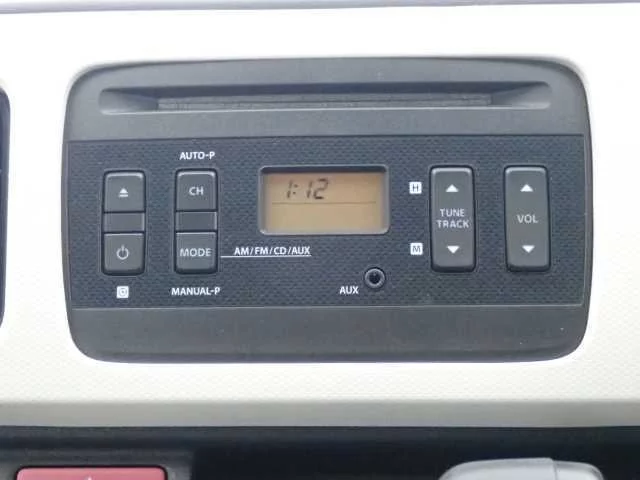 AUTO-P
CH
1:12
H
TUNE
TRACK
VOL
MODE
AM/FM/CD/AUX
M
MANUAL-P
AUX